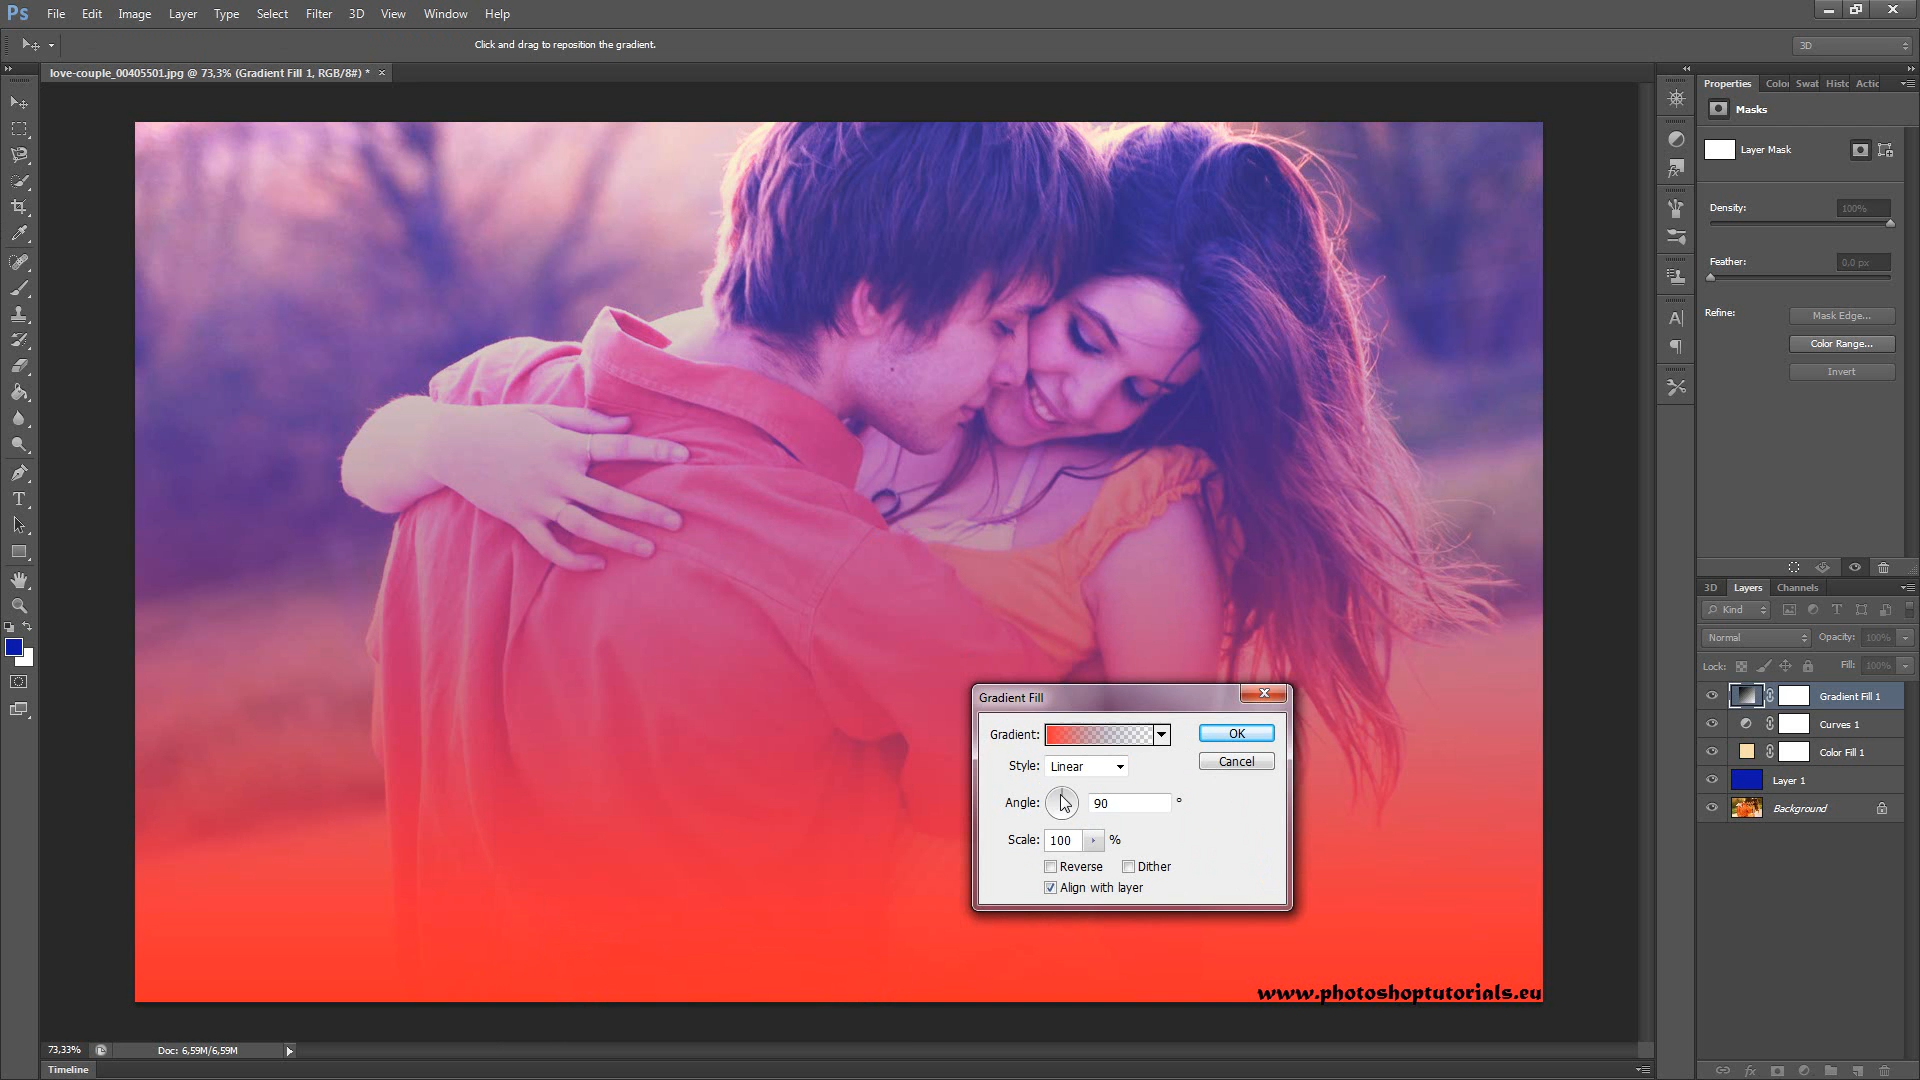 Ps File Edit Image Layer Type Select Filter 3D View Window Help
Click and drag to reposition the gradient.
3D
love-couple_00405501.jpg @ 73,3% (Gradient Fill 1, RGB/8#) * ×
Properties Color Swat Histo Actio
Masks
Layer Mask
Density: 100%
Feather: 0,0 px
Refine: Mask Edge...
Color Range...
Invert
3D Layers Channels
Kind
Normal Opacity: 100%
Lock: Fill: 100%
Gradient Fill 1
Curves 1
Color Fill 1
Layer 1
Background
Gradient Fill
Gradient: OK
Style: Linear Cancel
Angle: 90 °
Scale: 100 %
Reverse Dither
Align with layer
www.photoshoptutorials.eu
73,33% Doc: 6,59M/6,59M
Timeline